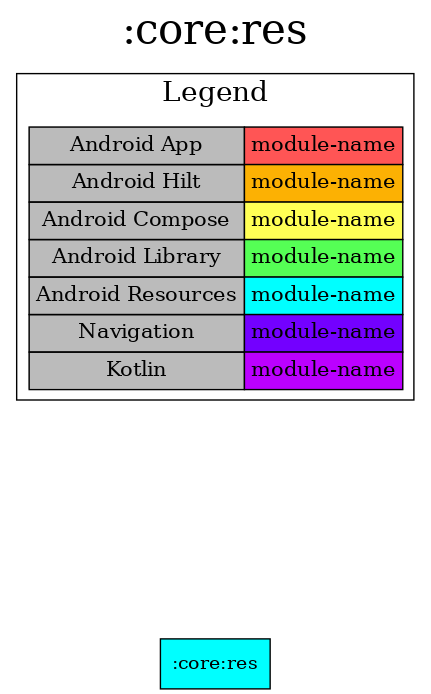 :core:res
Legend
Android App module-name
Android Hilt module-name
Android Compose module-name
Android Library module-name
Android Resources module-name
Navigation module-name
Kotlin module-name
:core:res